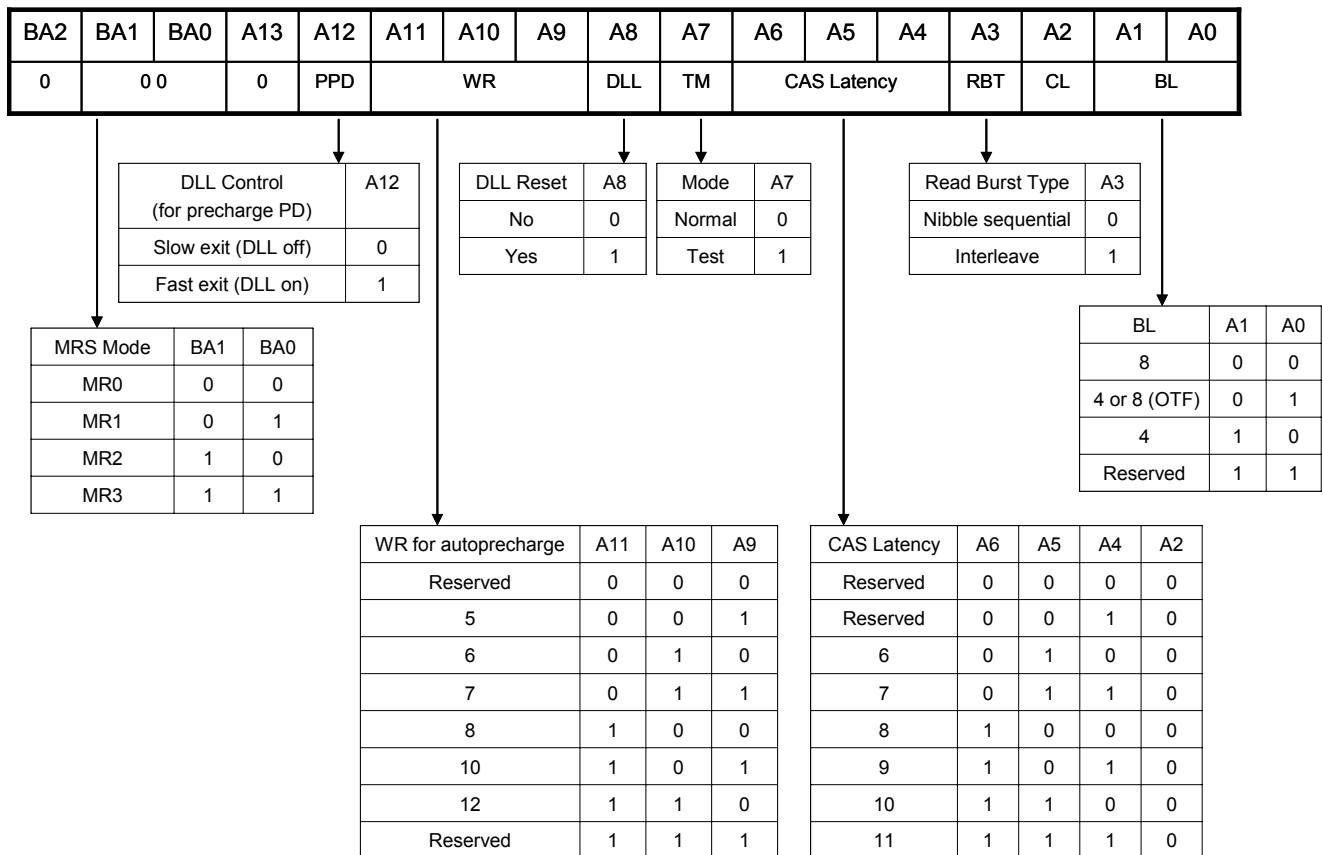 BA2 BA1 BA0 A13 A12 A11 A10 A9 A8 A7 A6 A5 A4 A3 A2 A1 A0
0 0 0 0 PPD WR DLL TM CAS Latency RBT CL BL
DLL Control A12
(for precharge PD)
Slow exit (DLL off) 0
Fast exit (DLL on) 1
DLL Reset A8
No 0
Yes 1
Mode A7
Normal 0
Test 1
Read Burst Type A3
Nibble sequential 0
Interleave 1
MRS Mode BA1 BA0
MR0 0 0
MR1 0 1
MR2 1 0
MR3 1 1
BL A1 A0
8 0 0
4 or 8 (OTF) 0 1
4 1 0
Reserved 1 1
WR for autoprecharge A11 A10 A9
Reserved 0 0 0
5 0 0 1
6 0 1 0
7 0 1 1
8 1 0 0
10 1 0 1
12 1 1 0
Reserved 1 1 1
CAS Latency A6 A5 A4 A2
Reserved 0 0 0 0
Reserved 0 0 1 0
6 0 1 0 0
7 0 1 1 0
8 1 0 0 0
9 1 0 1 0
10 1 1 0 0
11 1 1 1 0